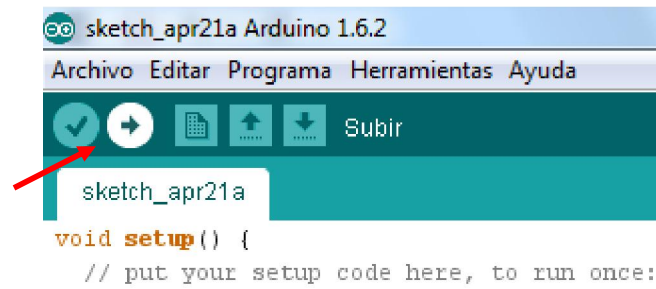 sketch_apr21a Arduino 1.6.2
Archivo Editar Programa Herramientas Ayuda
Subir
sketch_apr21a
void setup() {
// put your setup code here, to run once: